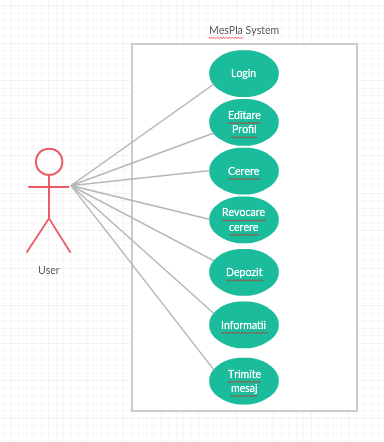 MesPla System
Login
Editare
Profil
Cerere
Revocare
cerere
Depozit
User
Informatii
Trimite
mesaj